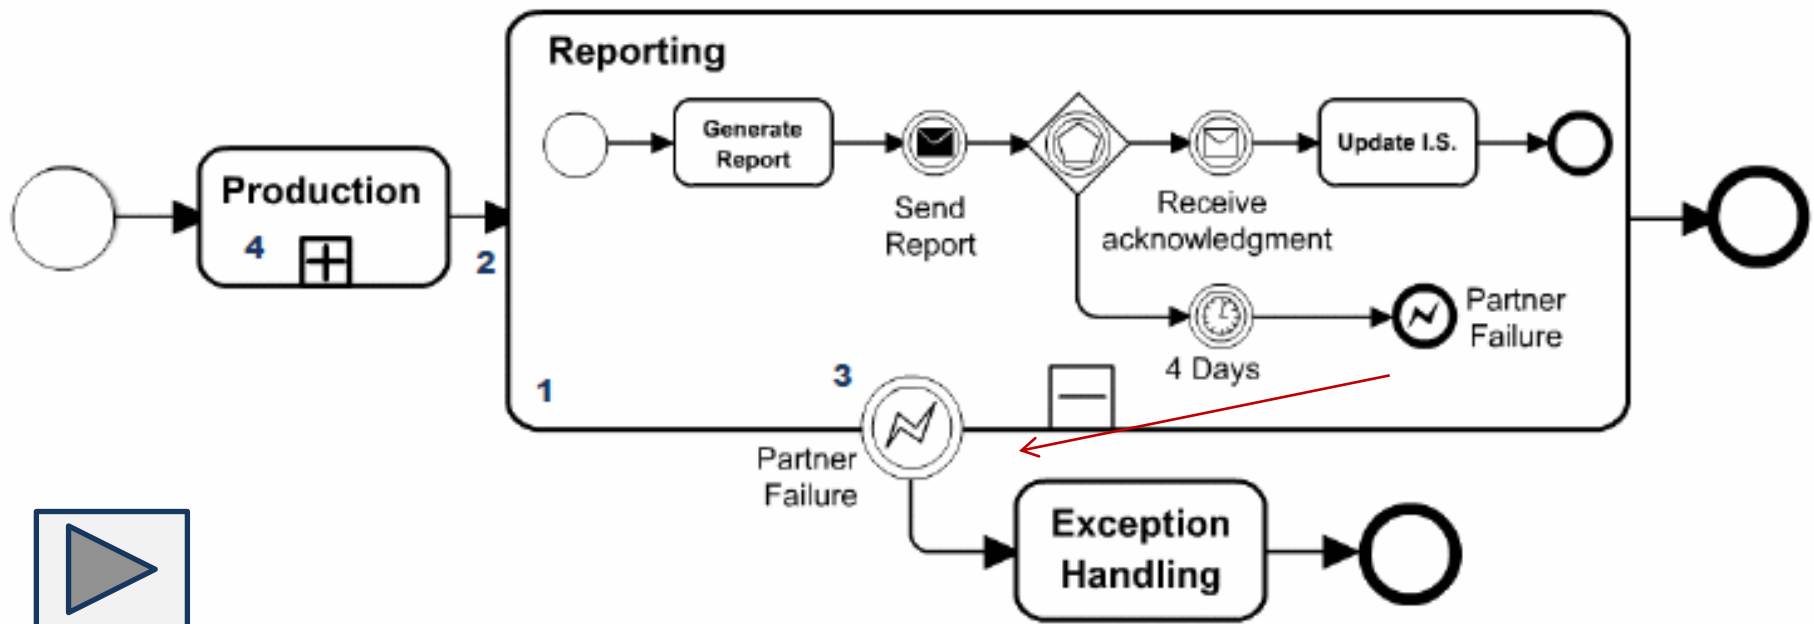 Reporting
Generate
Report
Send
Report
Receive
acknowledgment
Update I.S.
4 Days
Partner
Failure
Production
4
2
1
3
Partner
Failure
Exception
Handling